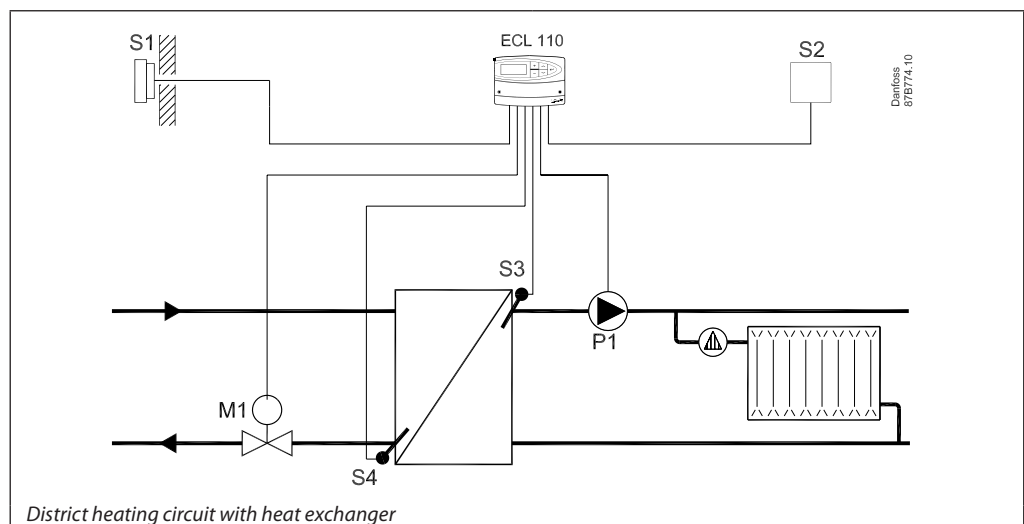 S1
ECL 110
S2
Danfoss
87B774.10
S3
P1
M1
S4
District heating circuit with heat exchanger